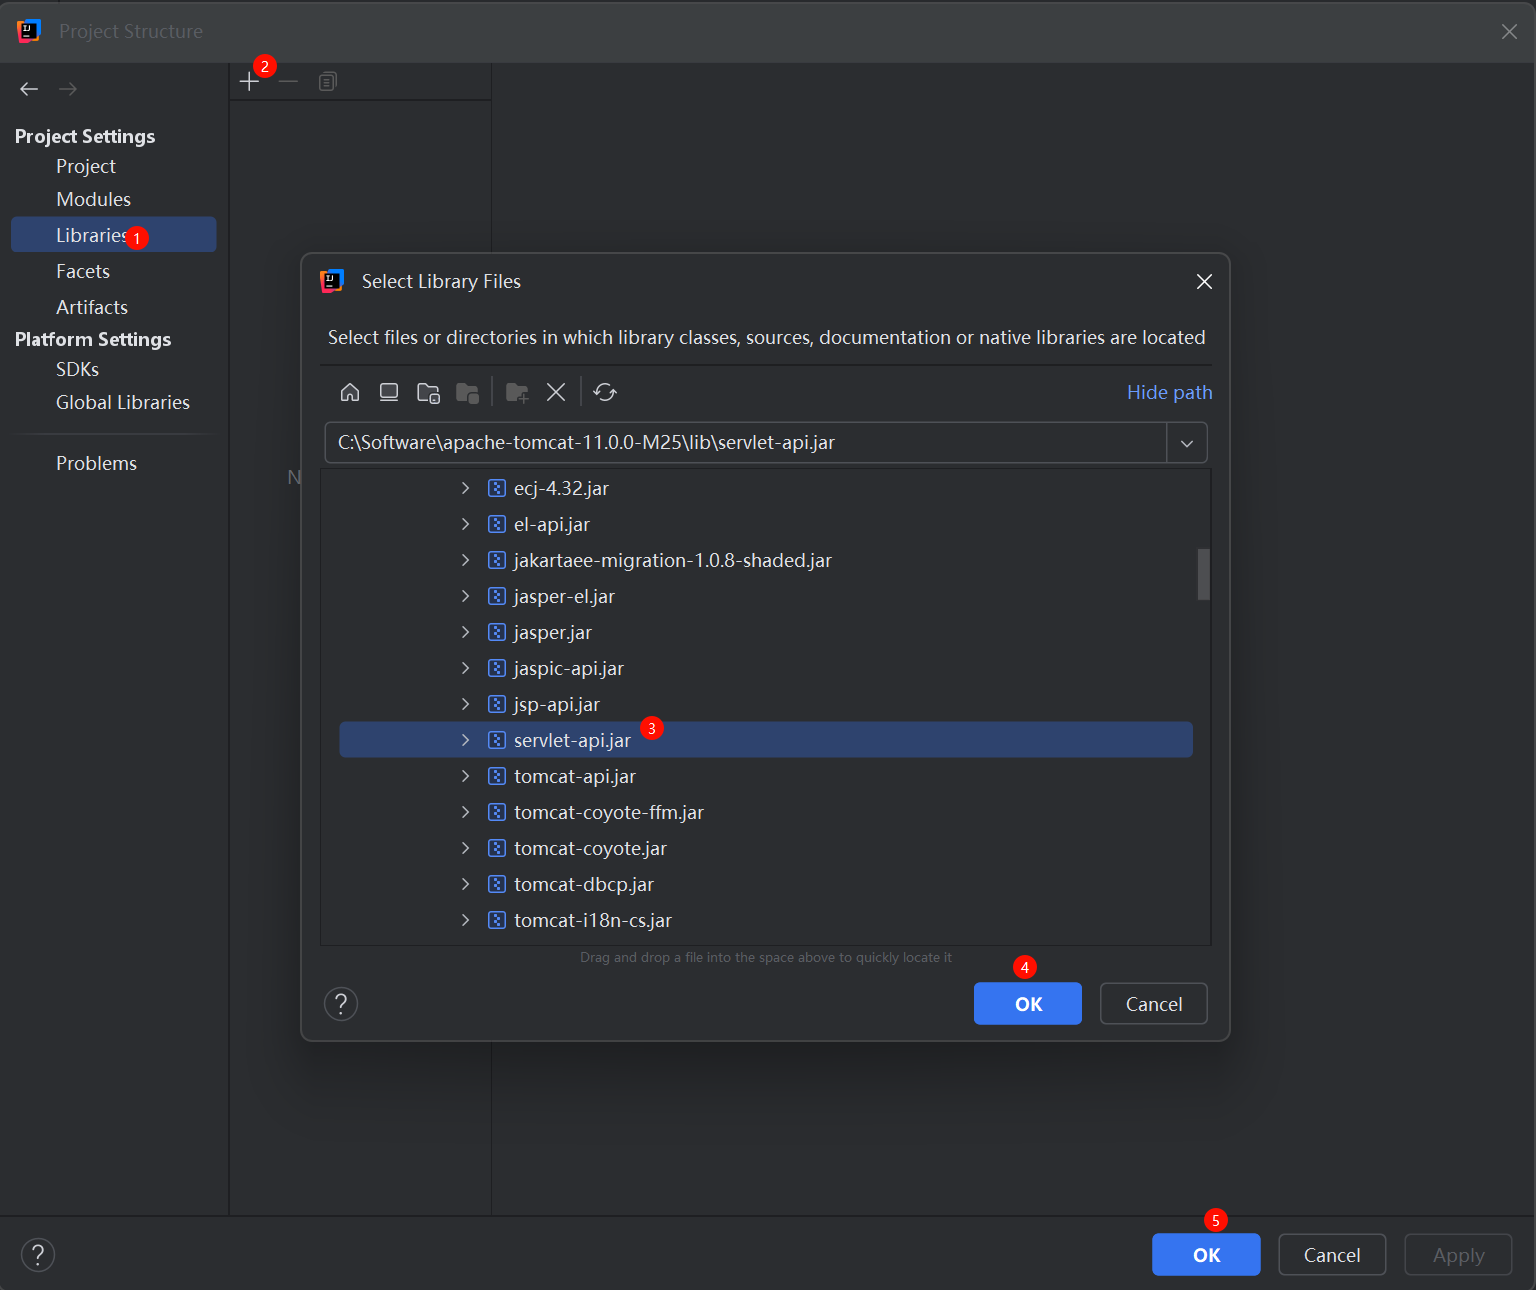 Project Structure
2
Project Settings
Project
Modules
Libraries 1
Facets
Artifacts
Platform Settings
SDKs
Global Libraries
Problems
N
Select Library Files
Select files or directories in which library classes, sources, documentation or native libraries are located
Hide path
C:\Software\apache-tomcat-11.0.0-M25\lib\servlet-api.jar
ecj-4.32.jar
el-api.jar
jakartaee-migration-1.0.8-shaded.jar
jasper-el.jar
jasper.jar
jaspic-api.jar
jsp-api.jar
servlet-api.jar 3
tomcat-api.jar
tomcat-coyote-ffm.jar
tomcat-coyote.jar
tomcat-dbcp.jar
tomcat-i18n-cs.jar
Drag and drop a file into the space above to quickly locate it
4
? OK Cancel
5
? OK Cancel Apply